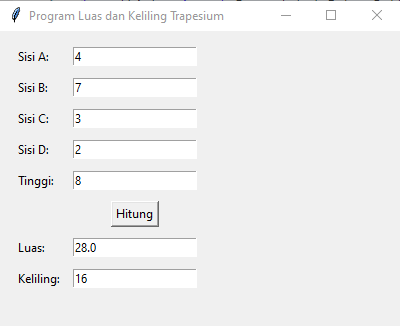 Program Luas dan Keliling Trapesium
Sisi A: 4
Sisi B: 7
Sisi C: 3
Sisi D: 2
Tinggi: 8
Hitung
Luas: 28.0
Keliling: 16